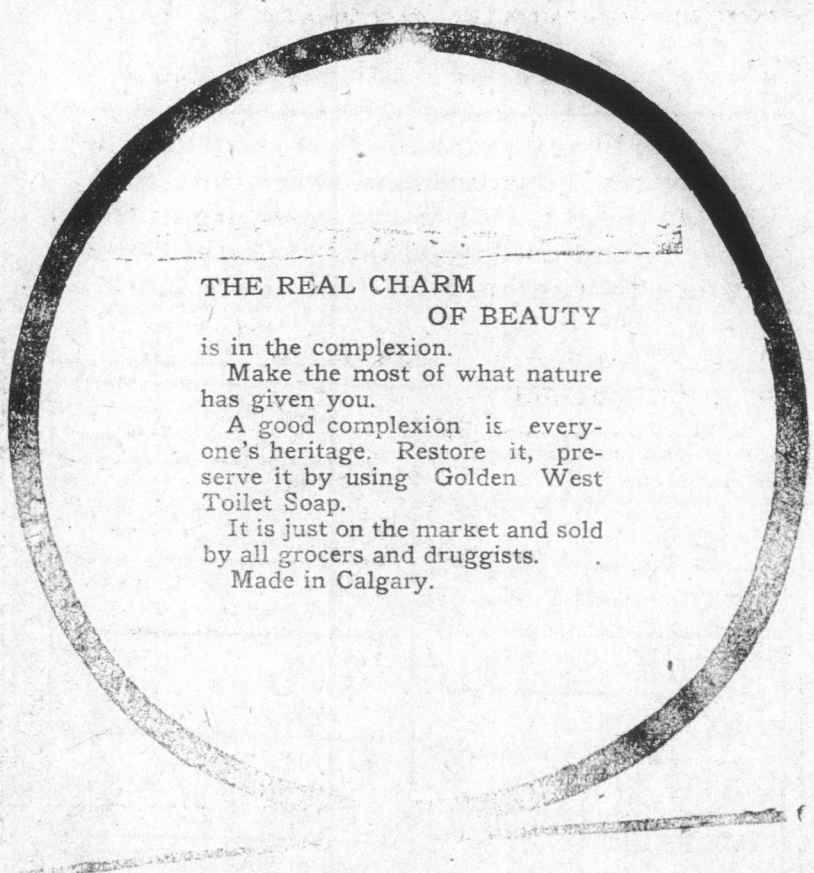 THE REAL CHARM
OF BEAUTY
is in the complexion.
Make the most of what nature
has given you.
A good complexion is every-
one's heritage. Restore it, pre-
serve it by using Golden West
Toilet Soap.
It is just on the market and sold
by all grocers and druggists.
Made in Calgary.